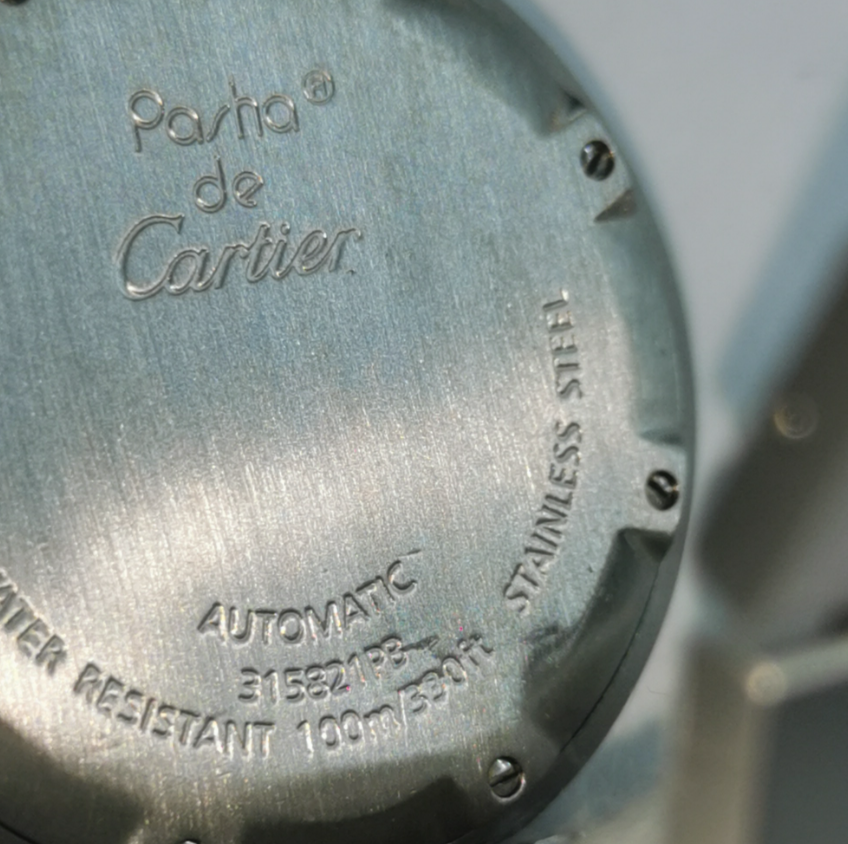 Pasha®
de
Cartier
STAINLESS STEEL
AUTOMATIC
315821PB
WATER RESISTANT 100m/330ft